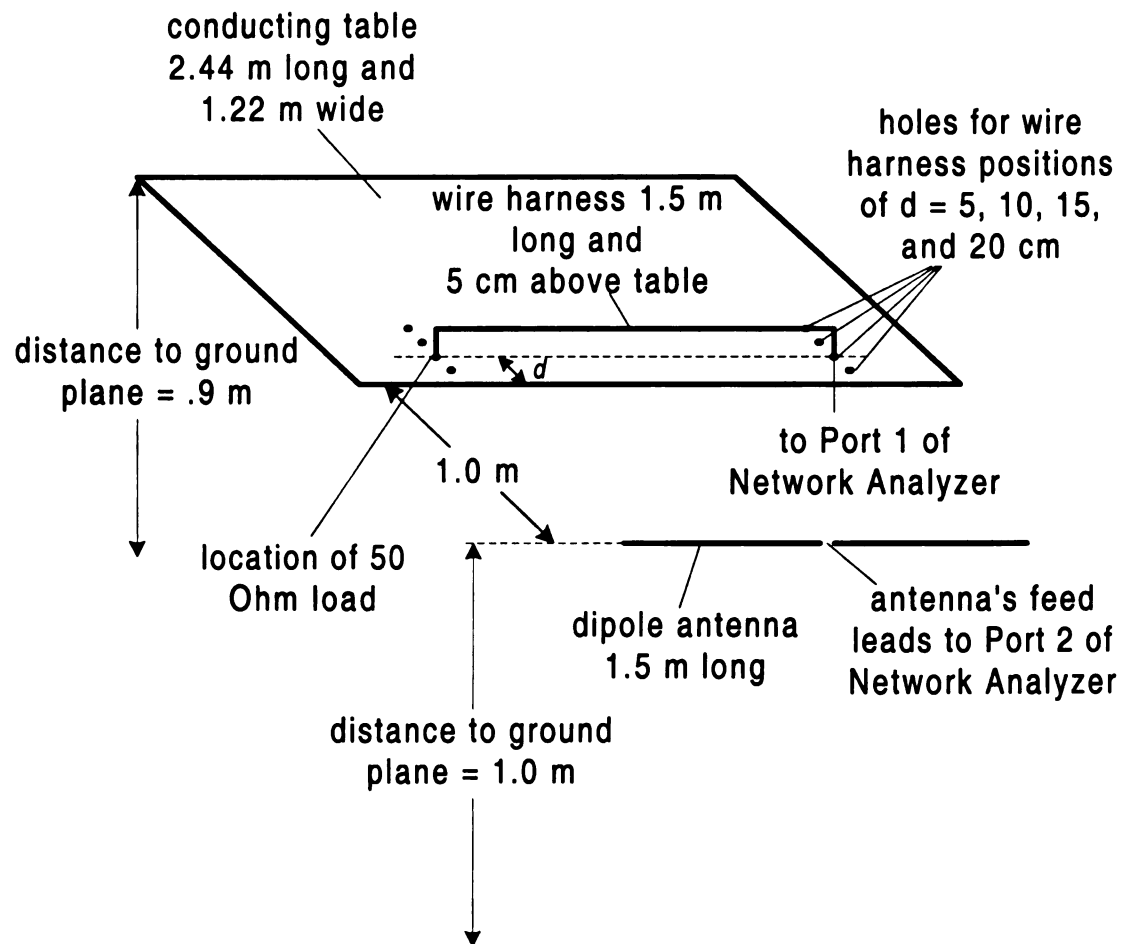 conducting table
2.44 m long and
1.22 m wide
holes for wire
harness positions
of d = 5, 10, 15,
and 20 cm
wire harness 1.5 m
long and
5 cm above table
distance to ground
plane = .9 m
d
to Port 1 of
Network Analyzer
1.0 m
location of 50
Ohm load
dipole antenna
1.5 m long
antenna's feed
leads to Port 2 of
Network Analyzer
distance to ground
plane = 1.0 m